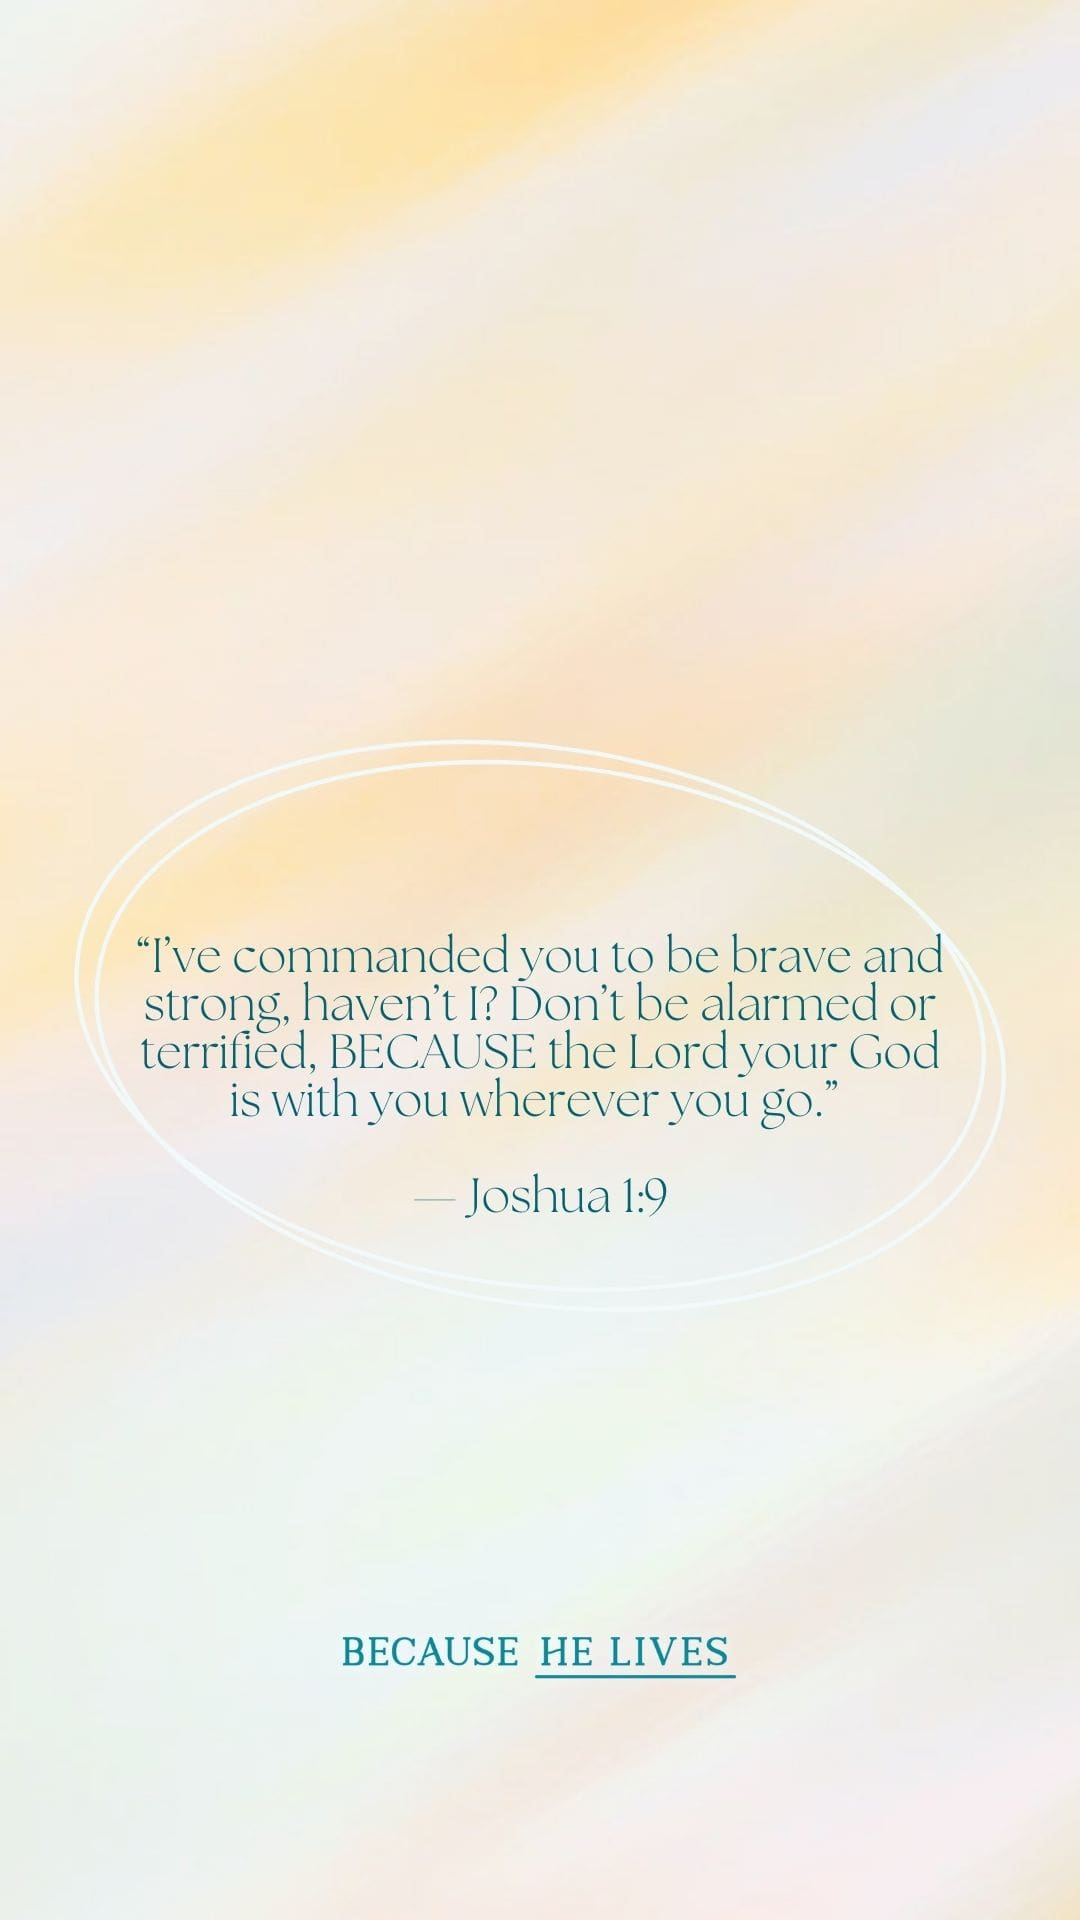 “I’ve commanded you to be brave and
strong, haven’t I? Don’t be alarmed or
terrified, BECAUSE the Lord your God
is with you wherever you go.”
— Joshua 1:9
BECAUSE HE LIVES